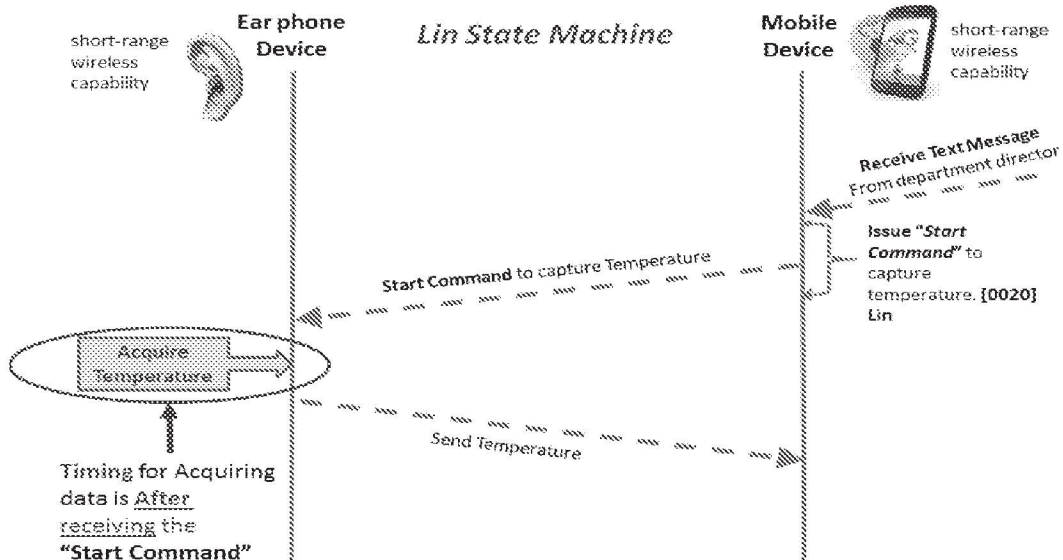 Lin State Machine
short-range
wireless
capability
Ear phone
Device
Mobile
Device
short-range
wireless
capability
Receive Text Message
From department director
Issue "Start
Command" to
capture
temperature. [0020]
Lin
Start Command to capture Temperature
Acquire
Temperature
Send Temperature
Timing for Acquiring
data is After
receiving the
"Start Command"